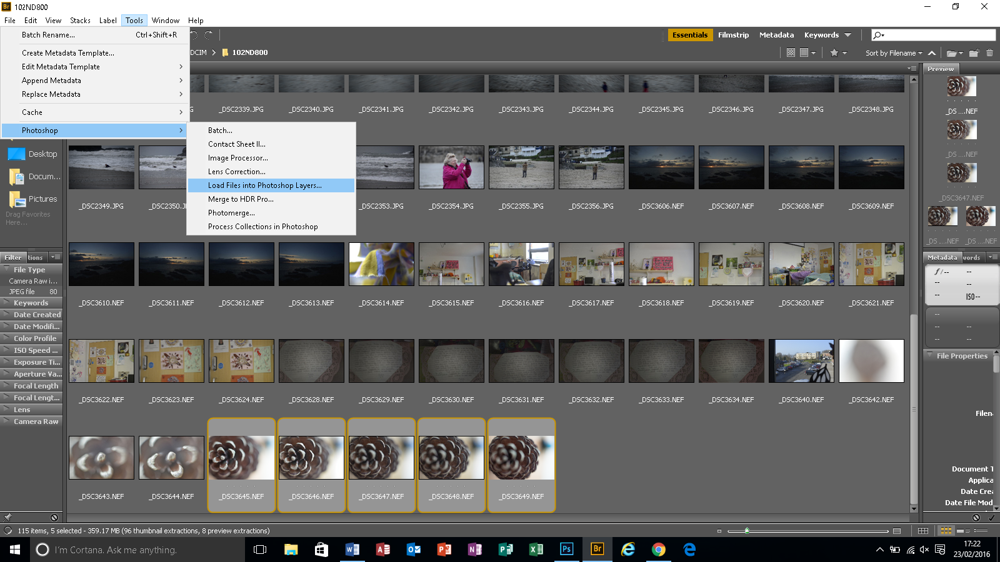 Br 102ND800
File Edit View Stacks Label Tools Window Help
Batch Rename... Ctrl+Shift+R
Create Metadata Template...
Edit Metadata Template
Append Metadata
Replace Metadata
Cache
Photoshop
Batch...
Contact Sheet II...
Image Processor...
Lens Correction...
Load Files into Photoshop Layers...
Merge to HDR Pro...
Photomerge...
Process Collections in Photoshop
Essentials Filmstrip Metadata Keywords
DCIM 102ND800
Sort by Filename
Desktop
Docum...
Pictures
Drag Favorites
Here...
Filter tions
File Type
Camera Raw i...
JPEG file 80
Keywords
Date Created
Date Modifi...
Color Profile
ISO Speed ...
Exposure Ti...
Aperture Va...
Focal Length
Focal Lengt...
Lens
Camera Raw
G _DSC2339.JPG _DSC2340.JPG _DSC2341.JPG _DSC2342.JPG _DSC2343.JPG _DSC2344.JPG _DSC2345.JPG _DSC2346.JPG _DSC2347.JPG _DSC2348.JPG
_DSC2349.JPG _DSC2350.J _DSC2353.JPG _DSC2354.JPG _DSC2355.JPG _DSC2356.JPG _DSC3606.NEF _DSC3607.NEF _DSC3608.NEF _DSC3609.NEF
_DSC3610.NEF _DSC3611.NEF _DSC3612.NEF _DSC3613.NEF _DSC3614.NEF _DSC3615.NEF _DSC3616.NEF _DSC3617.NEF _DSC3618.NEF _DSC3619.NEF _DSC3620.NEF _DSC3621.NEF
_DSC3622.NEF _DSC3623.NEF _DSC3624.NEF _DSC3628.NEF _DSC3629.NEF _DSC3630.NEF _DSC3631.NEF _DSC3632.NEF _DSC3633.NEF _DSC3634.NEF _DSC3640.NEF _DSC3642.NEF
_DSC3643.NEF _DSC3644.NEF _DSC3645.NEF _DSC3646.NEF _DSC3647.NEF _DSC3648.NEF _DSC3649.NEF
Preview
_DS ....NEF
_DS ....NEF
_DSC3647.NEF
_DS ....NEF _DS ....NEF
Metadata words
f/-- --
-- --
-- ISO--
--
-- --
-- --
File Properties
Filen
Document T
Applica
Date Crea
Date File Mod
115 items, 5 selected - 359.17 MB (96 thumbnail extractions, 8 preview extractions)
I'm Cortana. Ask me anything.
Ps Br
17:22
23/02/2016